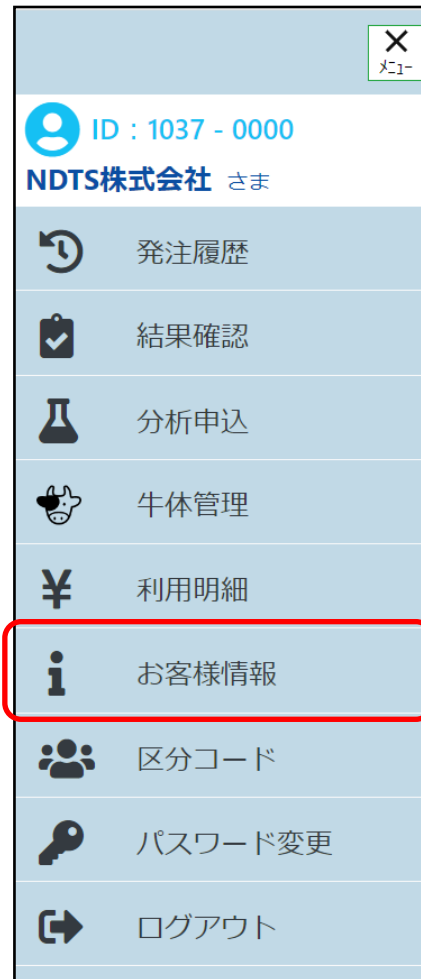 メニュー
ID：1037 - 0000
NDTS株式会社 さま
発注履歴
結果確認
分析申込
牛体管理
利用明細
お客様情報
区分コード
パスワード変更
ログアウト